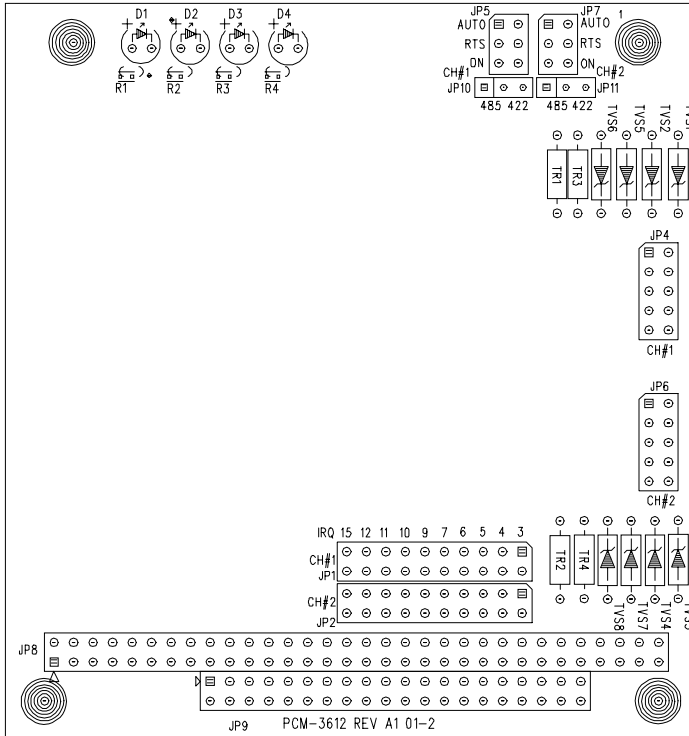 D1 D2 D3 D4
R1 R2 R3 R4
JP5 JP7 1
AUTO AUTO
RTS RTS
ON ON
CH#1 CH#2
JP10 JP11
485 422 485 422
TVS6 TVS5 TVS2
TR1 TR3
JP4
CH#1
JP6
CH#2
IRQ 15 12 11 10 9 7 6 5 4 3
CH#1
JP1
CH#2
JP2
TR2 TR4
TVS8 TVS7 TVS4
JP8
JP9
PCM-3612 REV A1 01-2